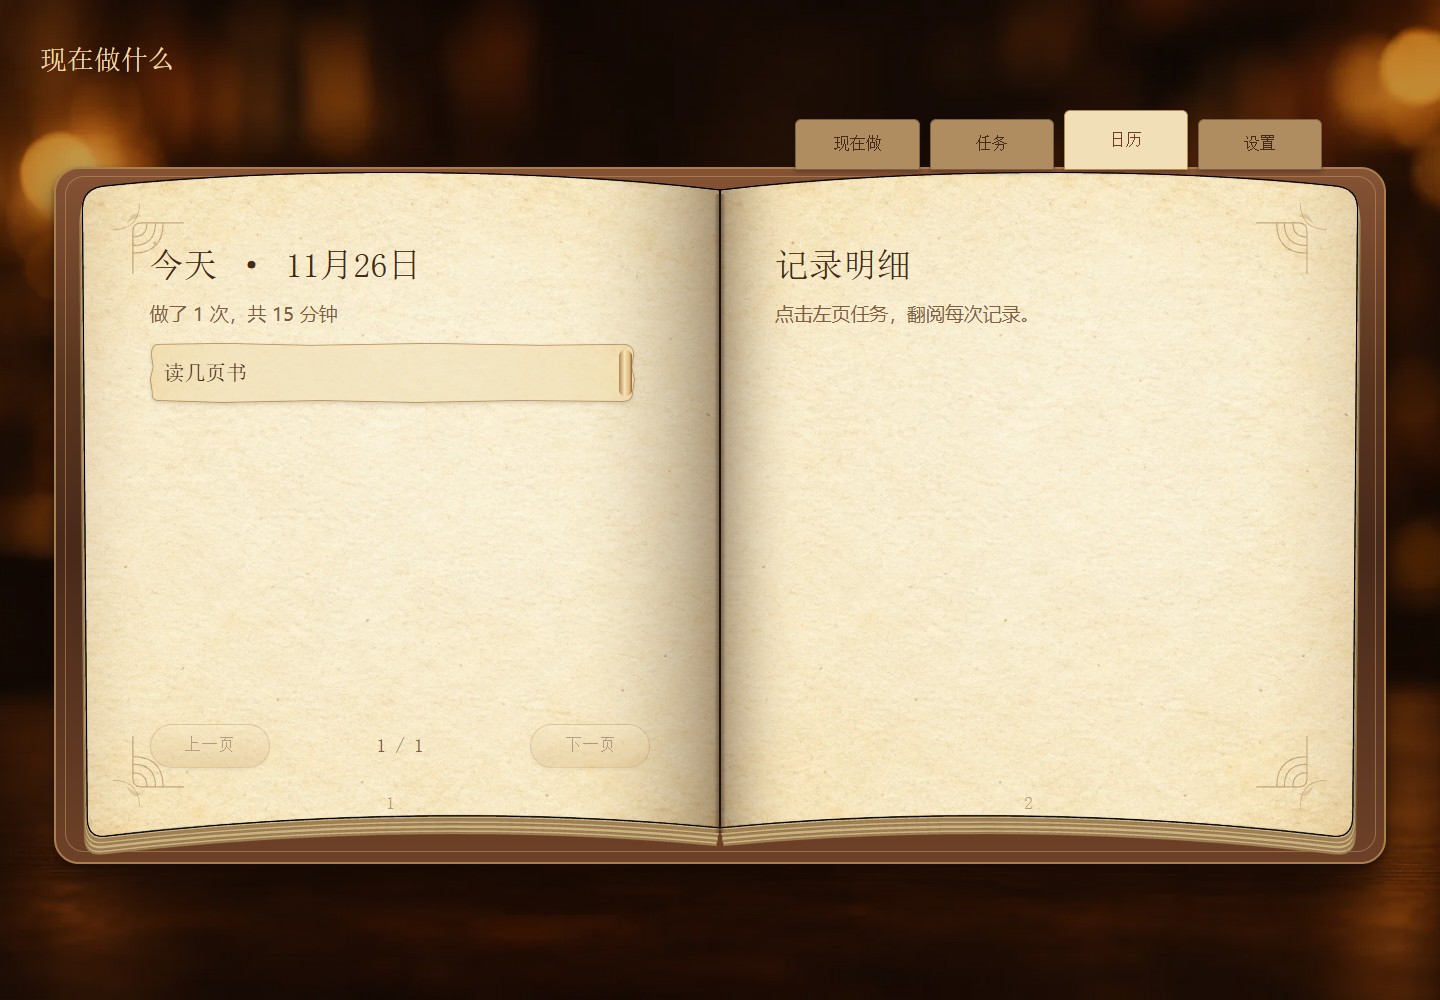 现在做什么
现在做
任务
日历
设置
今天 • 11月26日
做了 1 次，共 15 分钟
读几页书
上一页
1 / 1
下一页
1
记录明细
点击左页任务，翻阅每次记录。
2